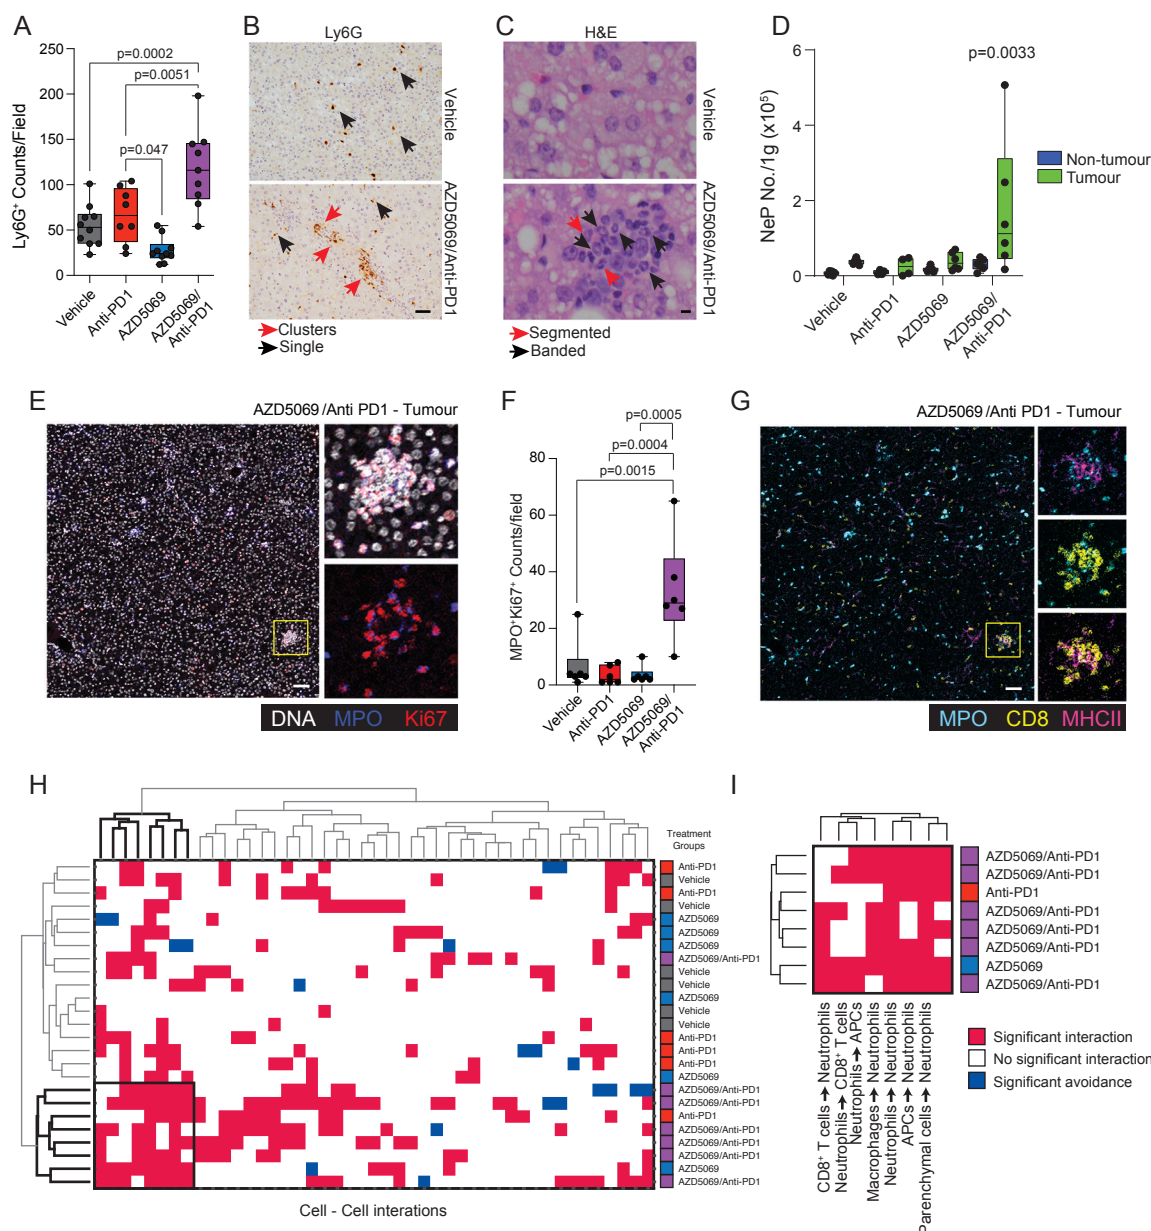 A
Ly6G+ Counts/Field
250
200
150
100
50
0
p=0.0002
p=0.0051
p=0.047
Vehicle
Anti-PD1
AZD5069
AZD5069/
Anti-PD1
B
Ly6G
Vehicle
AZD5069/Anti-PD1
Clusters
Single
C
H&E
Vehicle
AZD5069/Anti-PD1
Segmented
Banded
D
NeP No./1g (x10⁵)
6
4
2
0
p=0.0033
Non-tumour
Tumour
Vehicle
Anti-PD1
AZD5069
AZD5069/
Anti-PD1
E
AZD5069/Anti PD1 - Tumour
DNA MPO Ki67
F
MPO+Ki67+ Counts/field
80
60
40
20
0
p=0.0005
p=0.0004
p=0.0015
Vehicle
Anti-PD1
AZD5069
AZD5069/
Anti-PD1
G
AZD5069/Anti PD1 - Tumour
MPO CD8 MHCII
H
Treatment
Groups
Anti-PD1
Vehicle
Anti-PD1
Vehicle
AZD5069
AZD5069
AZD5069
AZD5069/Anti-PD1
Vehicle
Vehicle
AZD5069
Vehicle
Vehicle
Anti-PD1
Anti-PD1
Anti-PD1
AZD5069
AZD5069/Anti-PD1
AZD5069/Anti-PD1
Anti-PD1
AZD5069/Anti-PD1
AZD5069/Anti-PD1
AZD5069/Anti-PD1
AZD5069
AZD5069/Anti-PD1
Cell - Cell interations
I
AZD5069/Anti-PD1
AZD5069/Anti-PD1
Anti-PD1
AZD5069/Anti-PD1
AZD5069/Anti-PD1
AZD5069/Anti-PD1
AZD5069
AZD5069/Anti-PD1
CD8+ T cells→Neutrophils
Neutrophils→CD8+ T cells
Neutrophils→APCs
Macrophages→Neutrophils
Neutrophils→Neutrophils
APCs→Neutrophils
Parenchymal cells→Neutrophils
Significant interaction
No significant interaction
Significant avoidance